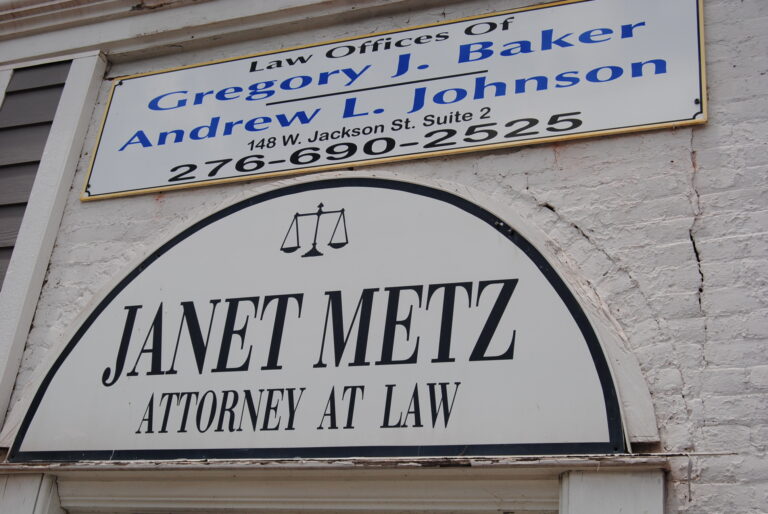 Law Offices Of
Gregory J. Baker
Andrew L. Johnson
148 W. Jackson St. Suite 2
276-690-2525
JANET METZ
ATTORNEY AT LAW